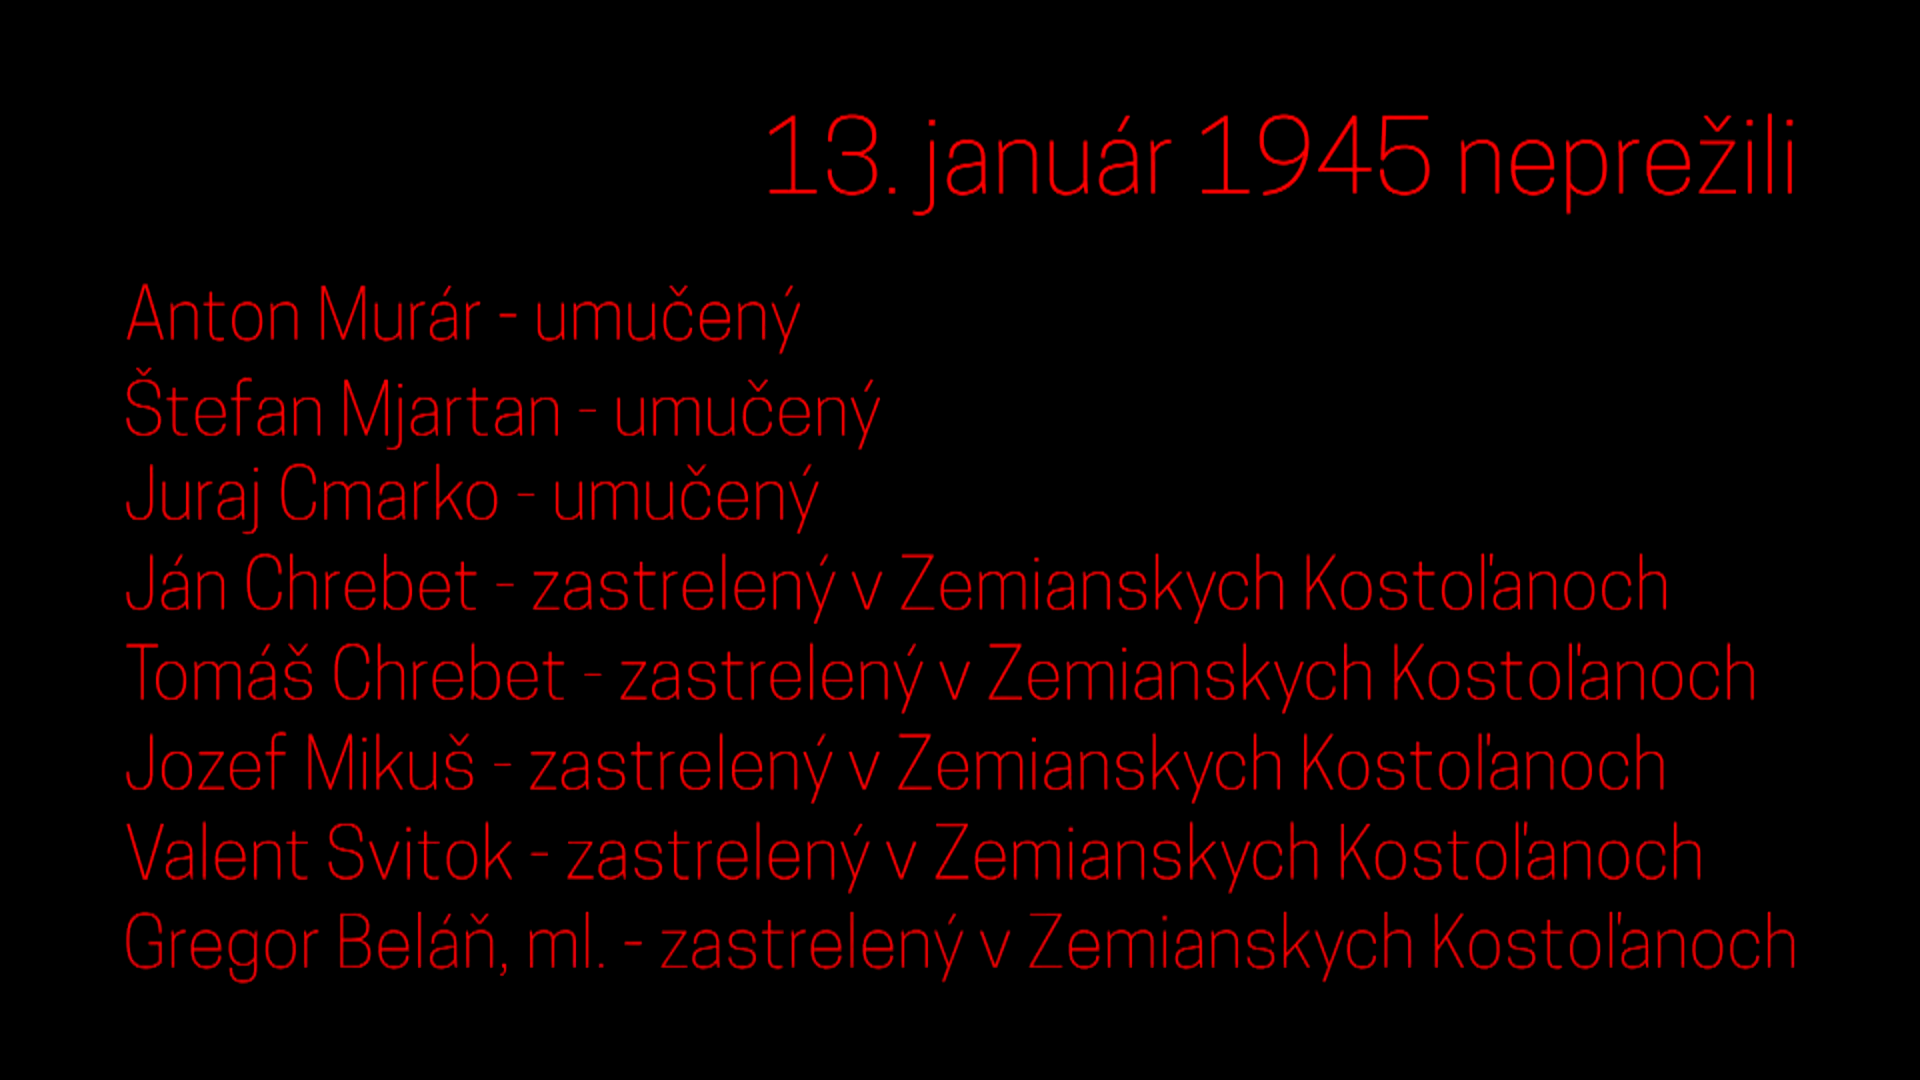 13. január 1945 neprežili
Anton Murár - umučený
Štefan Mjartan - umučený
Juraj Cmarko - umučený
Ján Chrebet - zastrelený v Zemianskych Kostoľanoch
Tomáš Chrebet - zastrelený v Zemianskych Kostoľanoch
Jozef Mikuš - zastrelený v Zemianskych Kostoľanoch
Valent Svitok - zastrelený v Zemianskych Kostoľanoch
Gregor Beláň, ml. - zastrelený v Zemianskych Kostoľanoch